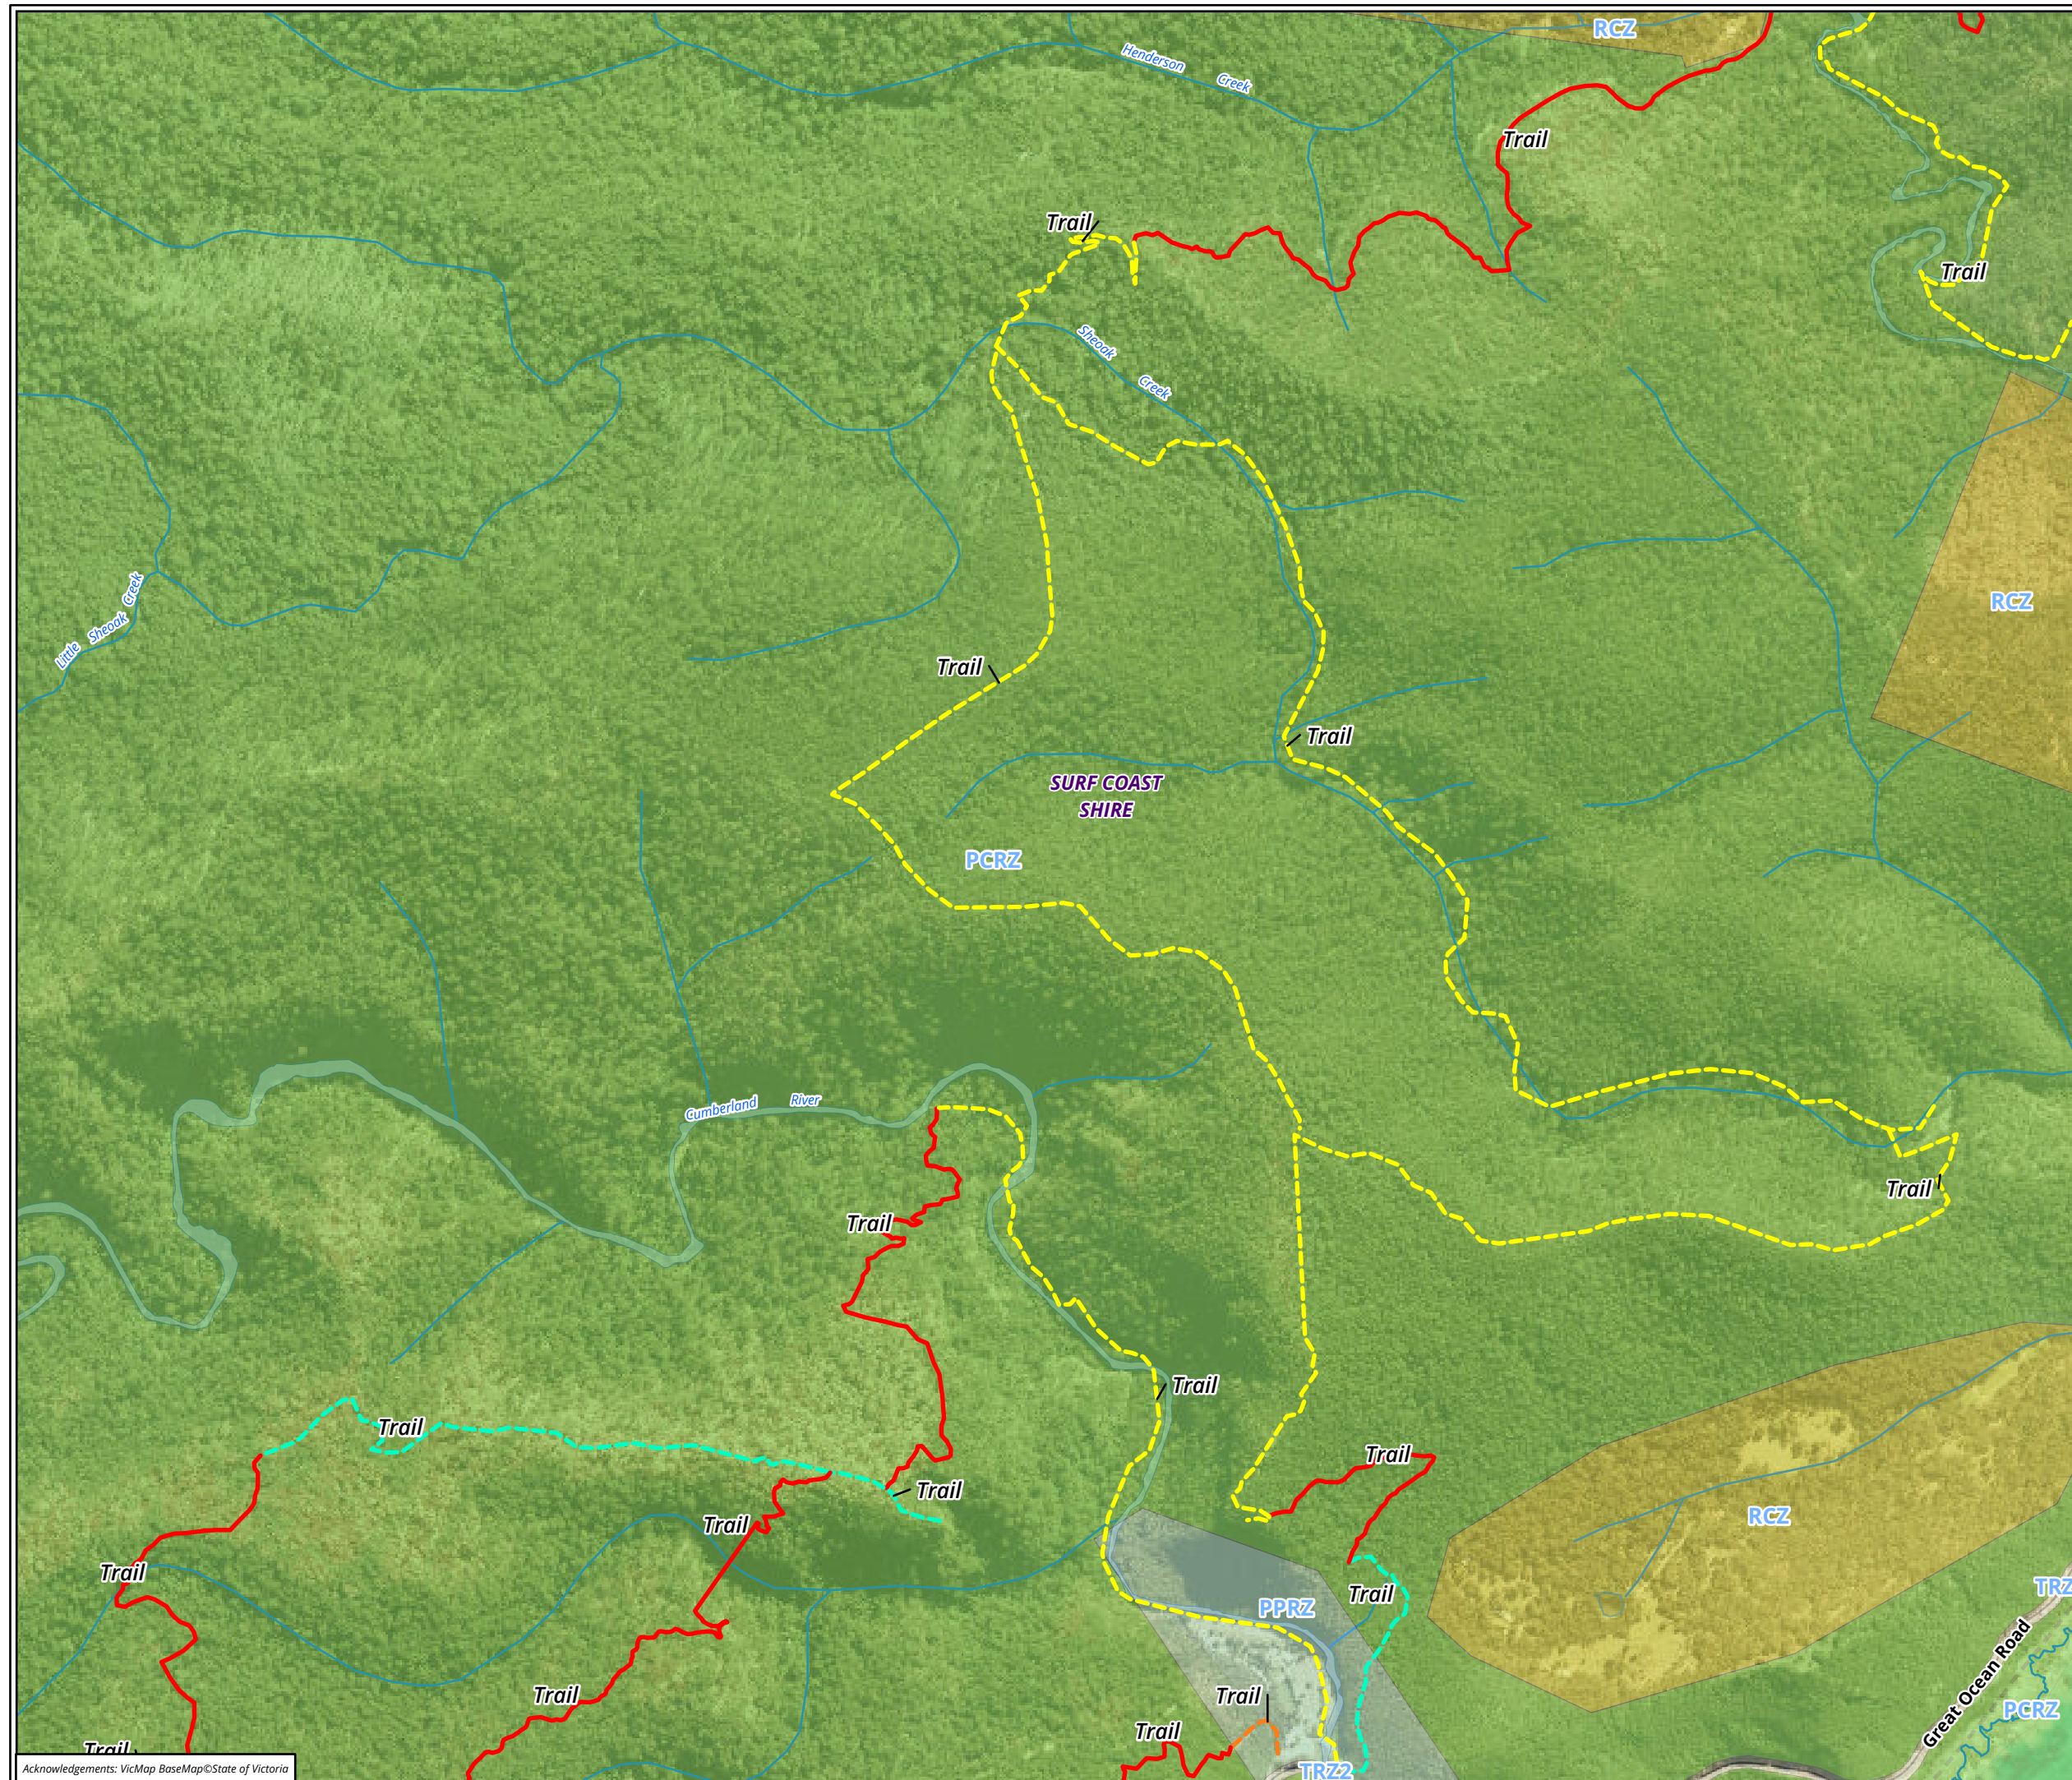 RCZ
Henderson Creek
Trail
Trail
Trail
Sheoak Creek
RCZ
Little Sheoak Creek
Trail
Trail
SURF COAST
SHIRE
PCRZ
Cumberland River
Trail
Trail
Trail
Trail
Trail
Trail
Trail
RCZ
Trail
Trail
TRZ
Trail
PPRZ
Great Ocean Road
Trail
Trail
PCRZ
Trail
Trail
TRZ2
Acknowledgements: VicMap BaseMap©State of Victoria